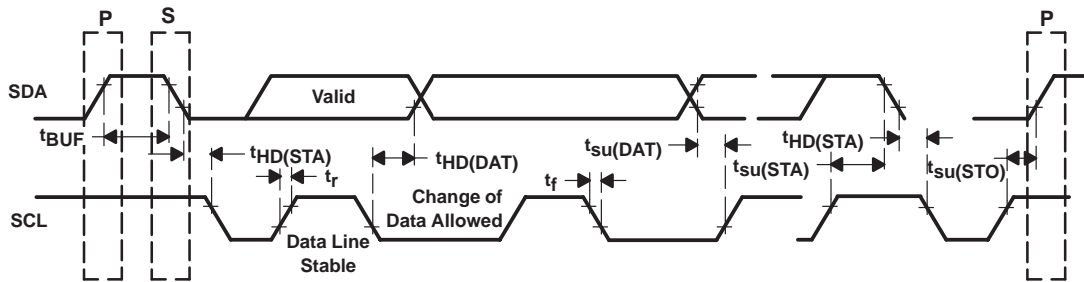 P
S
P
SDA
Valid
tBUF
tHD(STA)
tr
tHD(DAT)
tsu(DAT)
tf
tHD(STA)
tsu(STA)
tsu(STO)
SCL
Change of
Data Allowed
Data Line
Stable